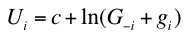 U_i = c + ln(G_{-i} + g_i)